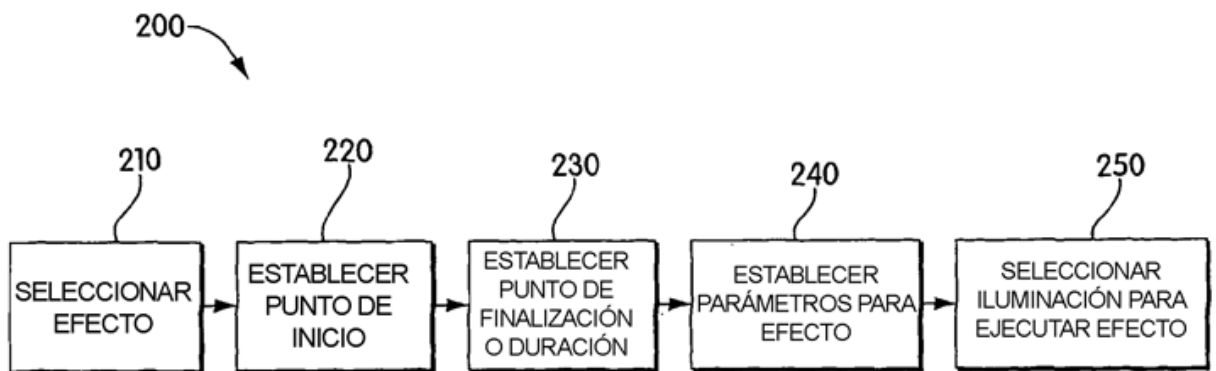 200
210
220
230
240
250
SELECCIONAR
EFECTO
ESTABLECER
PUNTO DE
INICIO
ESTABLECER
PUNTO DE
FINALIZACIÓN
O DURACIÓN
ESTABLECER
PARÁMETROS PARA
EFECTO
SELECCIONAR
ILUMINACIÓN PARA
EJECUTAR EFECTO